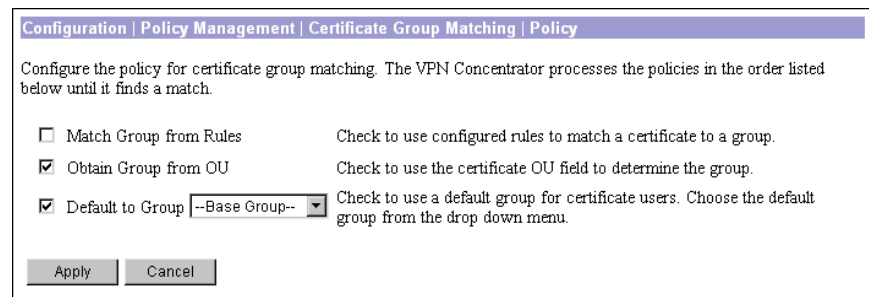 Configuration | Policy Management | Certificate Group Matching | Policy
Configure the policy for certificate group matching. The VPN Concentrator processes the policies in the order listed
below until it finds a match.
Match Group from Rules Check to use configured rules to match a certificate to a group.
Obtain Group from OU Check to use the certificate OU field to determine the group.
Default to Group --Base Group-- Check to use a default group for certificate users. Choose the default
group from the drop down menu.
Apply Cancel